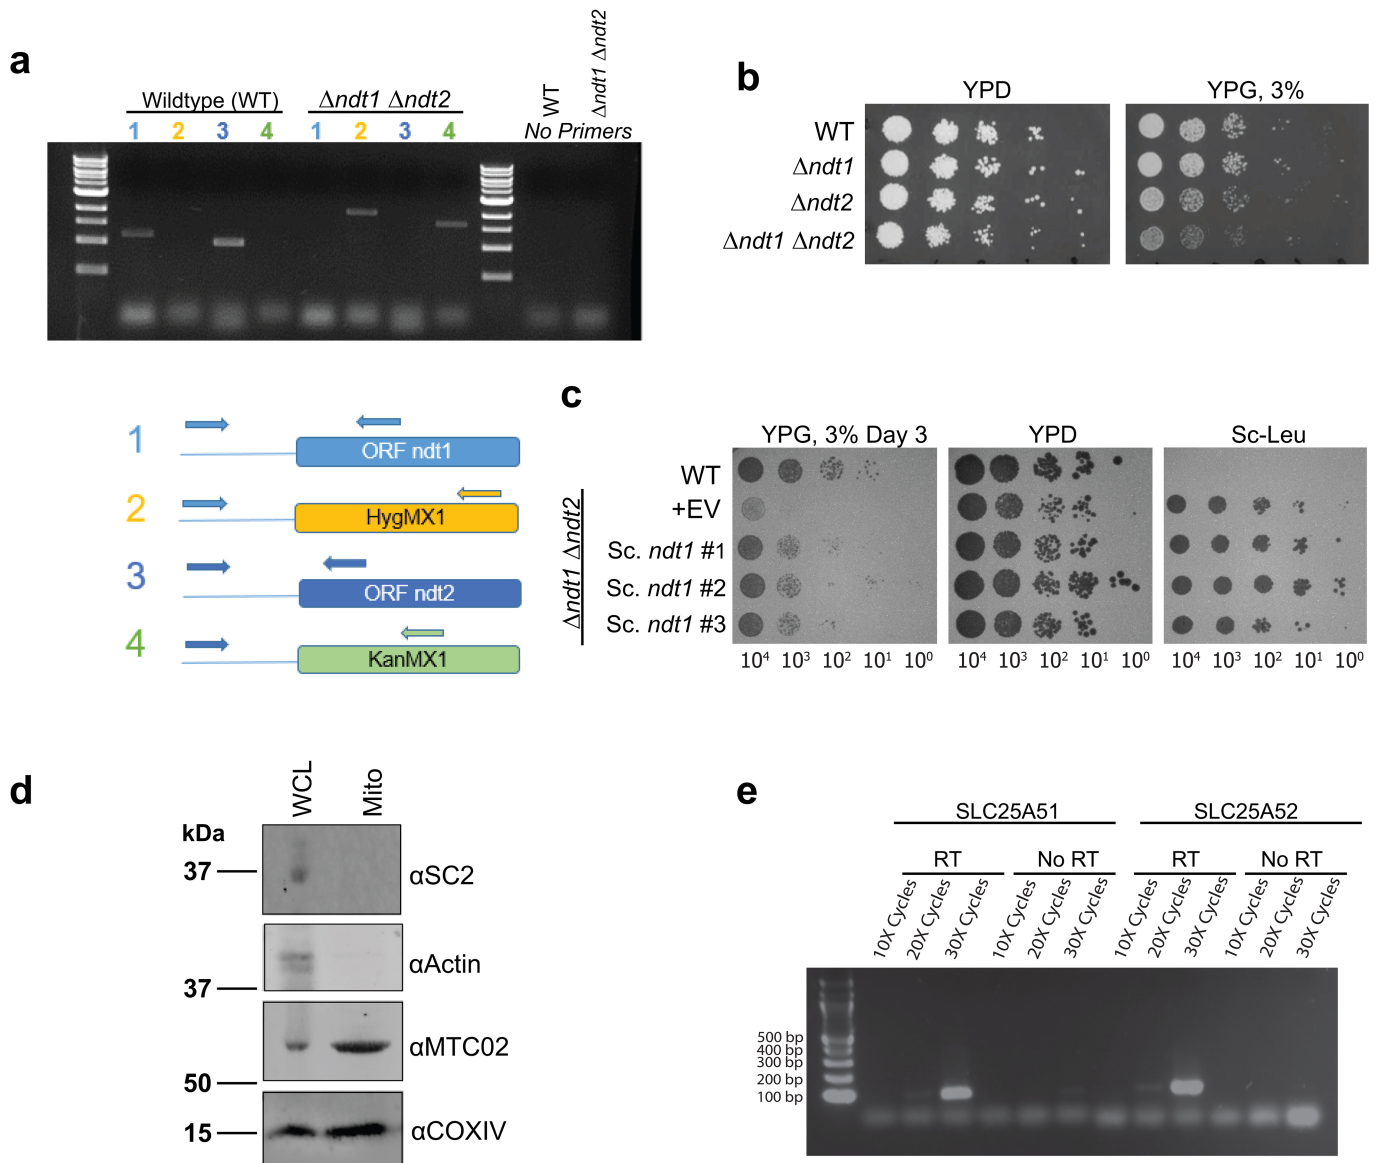 a
Wildtype (WT)
Δndt1 Δndt2
WT
Δndt1 Δndt2
No Primers
1 2 3 4 1 2 3 4
1
ORF ndt1
2
HygMX1
3
ORF ndt2
4
KanMX1
b
YPD
YPG, 3%
WT
Δndt1
Δndt2
Δndt1 Δndt2
c
YPG, 3% Day 3
YPD
Sc-Leu
WT
Δndt1 Δndt2
+EV
Sc. ndt1 #1
Sc. ndt1 #2
Sc. ndt1 #3
10⁴ 10³ 10² 10¹ 10⁰
10⁴ 10³ 10² 10¹ 10⁰
10⁴ 10³ 10² 10¹ 10⁰
d
WCL
Mito
kDa
37
αSC2
αActin
37
αMTC02
50
15
αCOXIV
e
SLC25A51
SLC25A52
RT
No RT
RT
No RT
10X Cycles
20X Cycles
30X Cycles
10X Cycles
20X Cycles
30X Cycles
10X Cycles
20X Cycles
30X Cycles
10X Cycles
20X Cycles
30X Cycles
500 bp
400 bp
300 bp
200 bp
100 bp